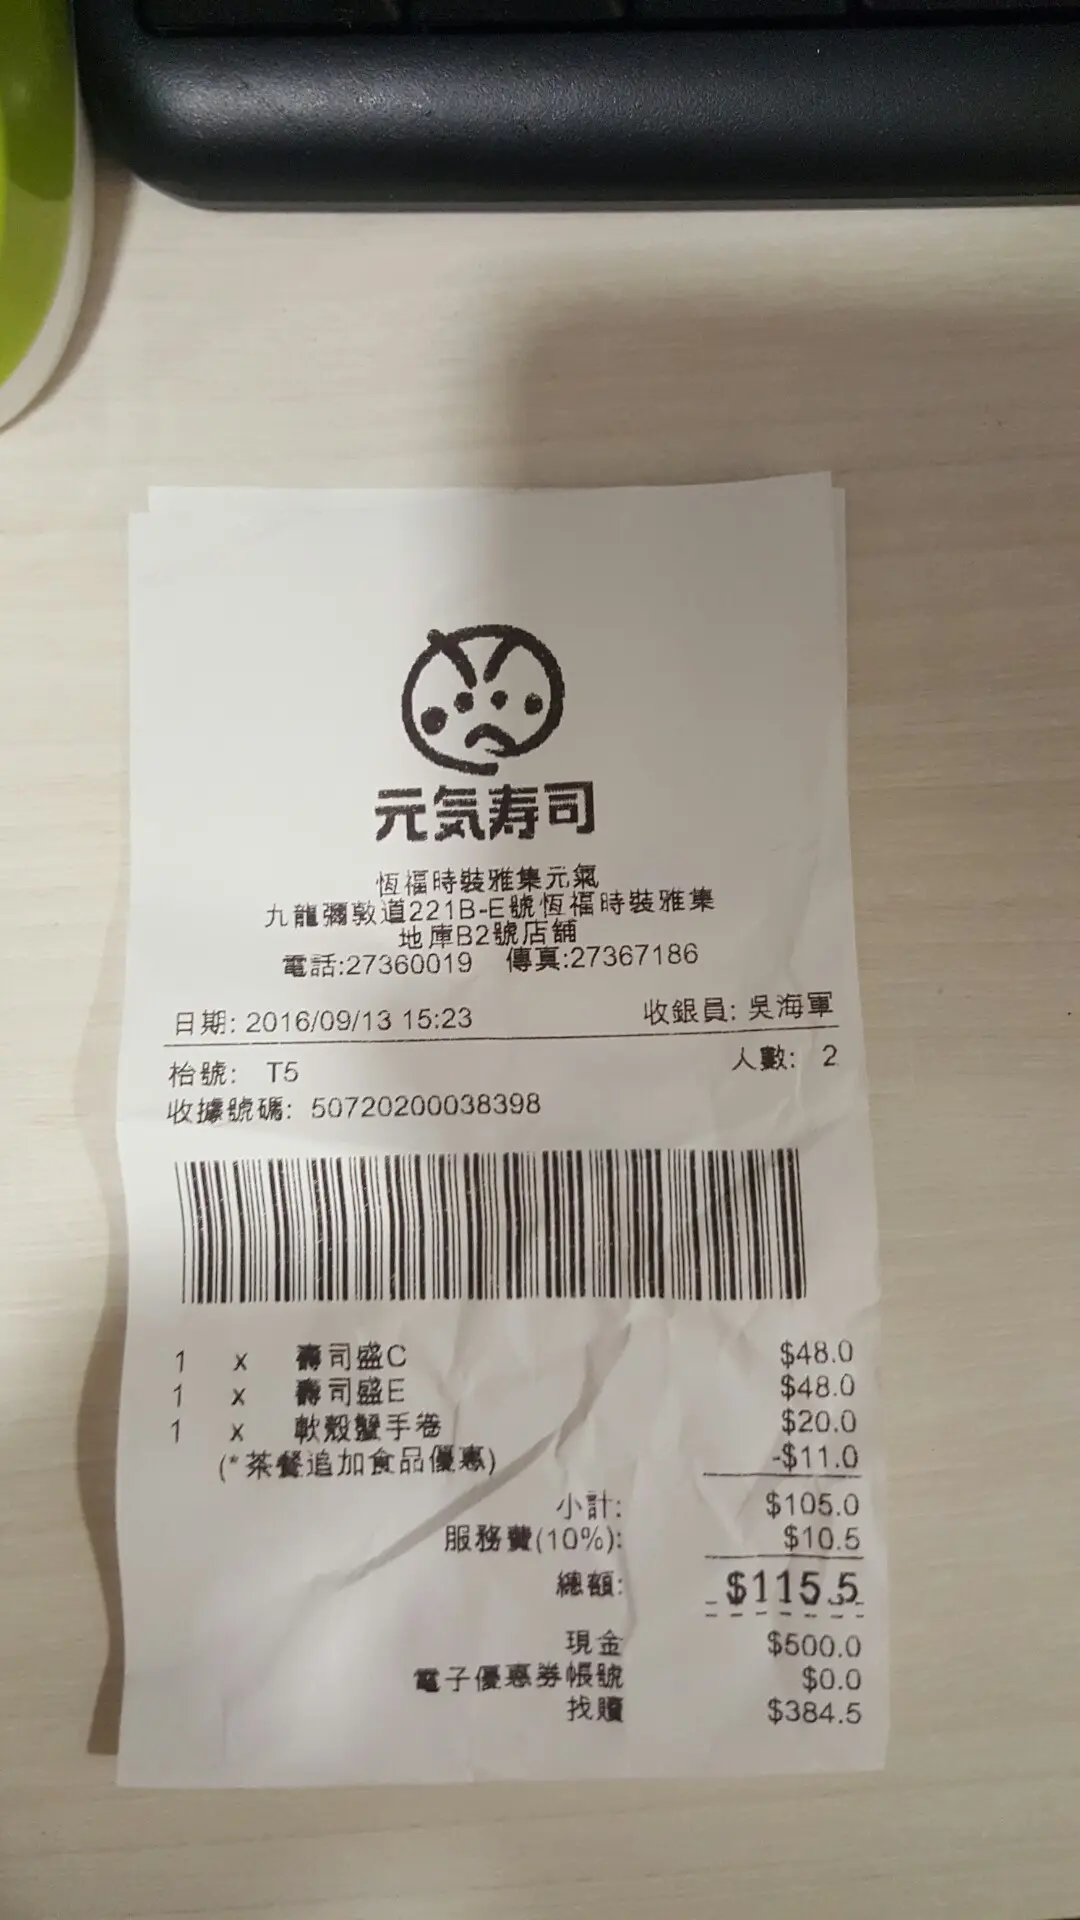 元気寿司
恆福時裝雅集元氣
九龍彌敦道221B-E號恆福時裝雅集
地庫B2號店舖
電話:27360019 傳真:27367186
日期: 2016/09/13 15:23 收銀員: 吳海軍
枱號: T5 人數: 2
收據號碼: 50720200038398
1 x 壽司盛C $48.0
1 x 壽司盛E $48.0
1 x 軟殼蟹手卷 $20.0
(*茶餐追加食品優惠) -$11.0
小計: $105.0
服務費(10%): $10.5
總額: $115.5
現金 $500.0
電子優惠券帳號 $0.0
找贖 $384.5